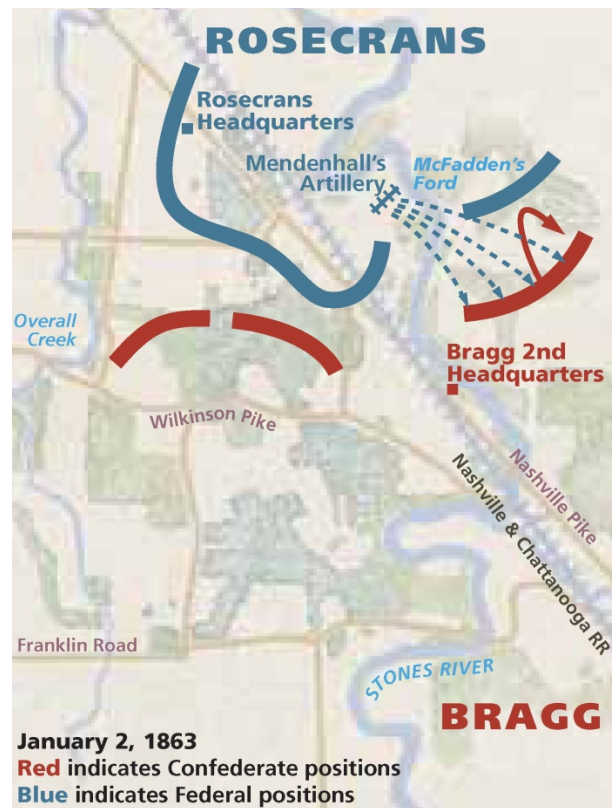 ROSECRANS
Rosecrans
Headquarters
Mendenhall's
Artillery
McFadden's
Ford
Overall
Creek
Bragg 2nd
Headquarters
Wilkinson Pike
Nashville Pike
Nashville & Chattanooga RR
Franklin Road
STONES RIVER
BRAGG
January 2, 1863
Red indicates Confederate positions
Blue indicates Federal positions